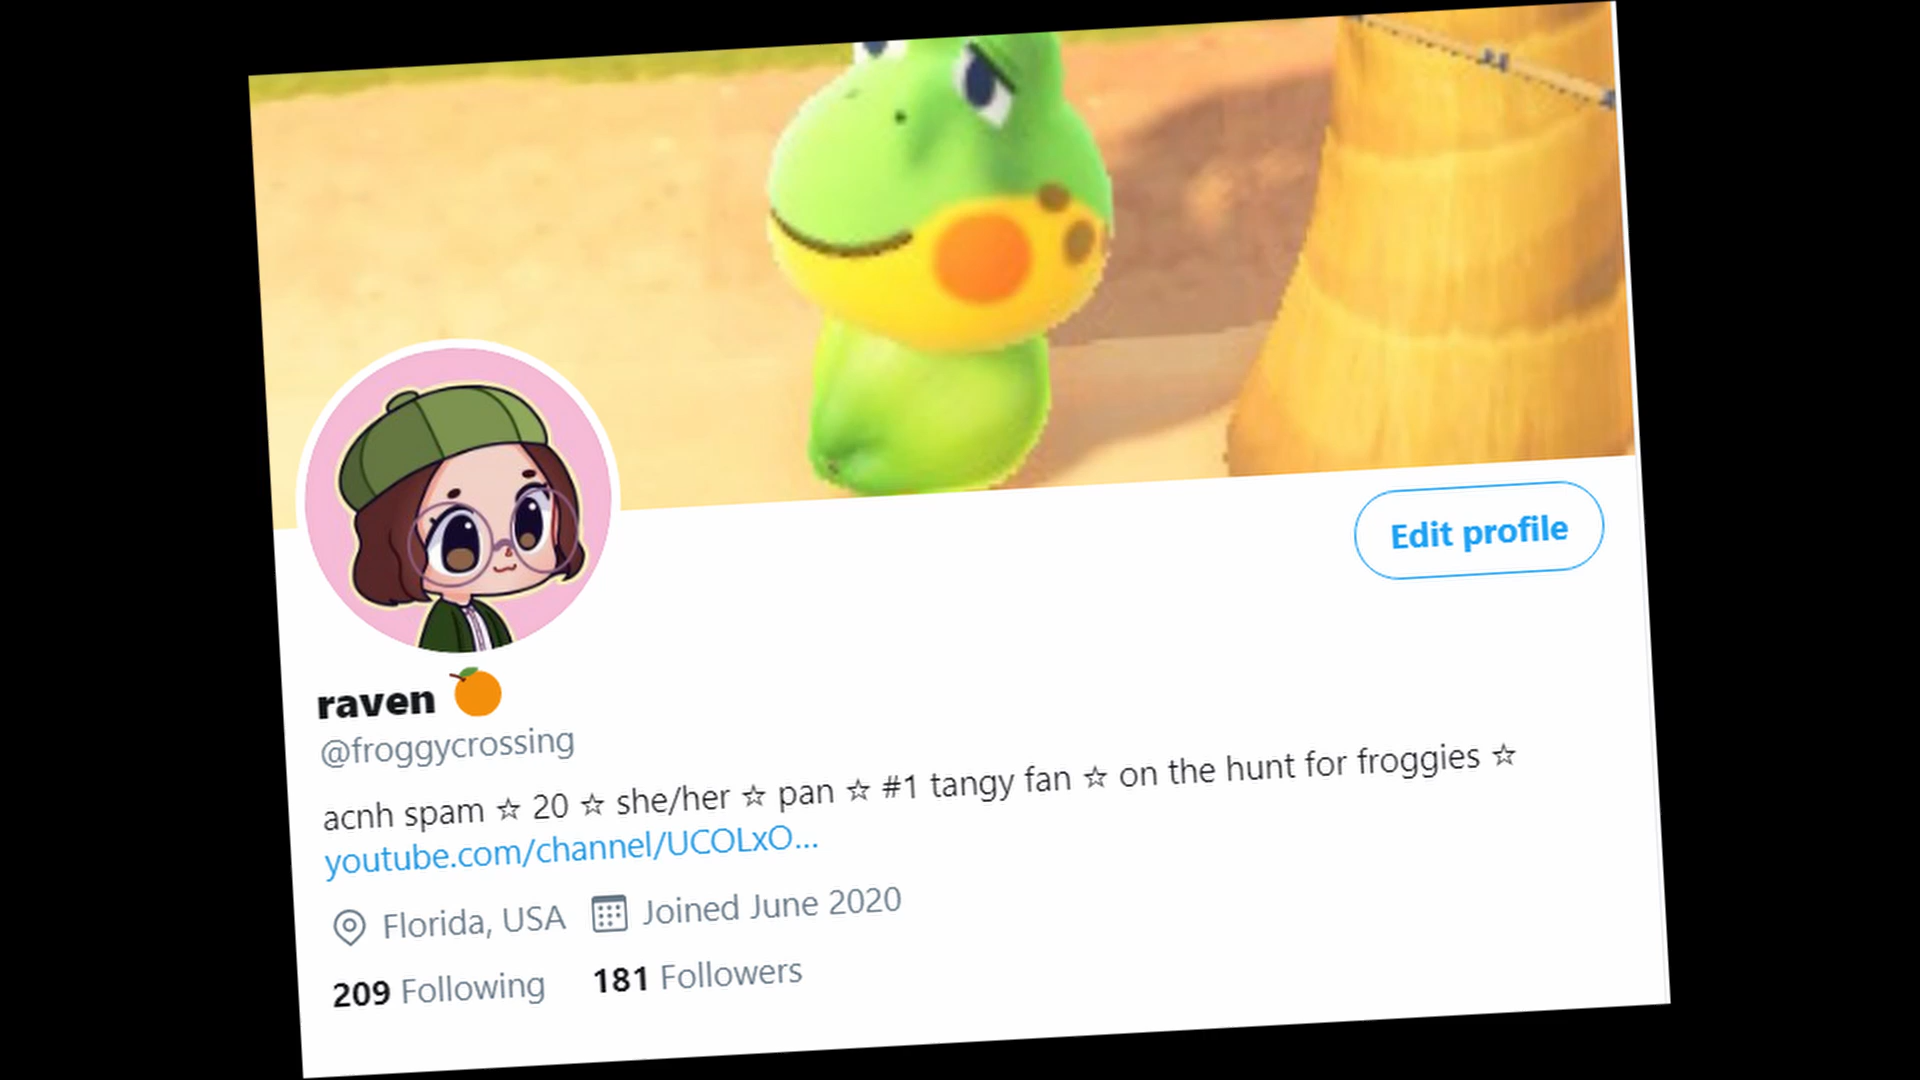 Edit profile
raven 🍊
@froggycrossing
acnh spam ☆ 20 ☆ she/her ☆ pan ☆ #1 tangy fan ☆ on the hunt for froggies ☆
youtube.com/channel/UCOLxO...
Florida, USA Joined June 2020
209 Following 181 Followers